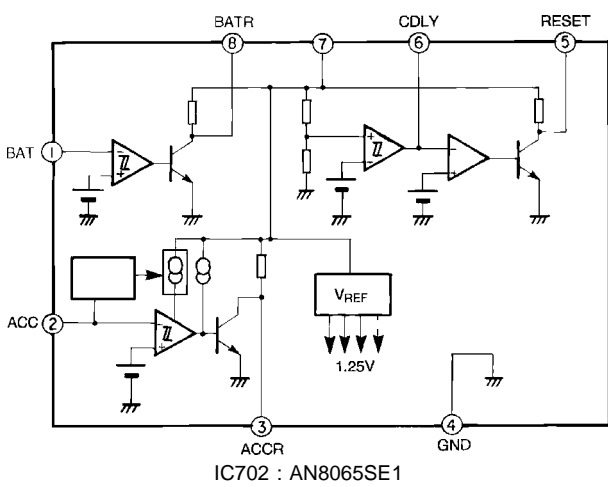 BATR CDLY RESET
8 7 6 5
BAT 1
- +
- +
- +
ACC 2
- +
VREF
1.25V
3 4
ACCR GND
IC702 : AN8065SE1